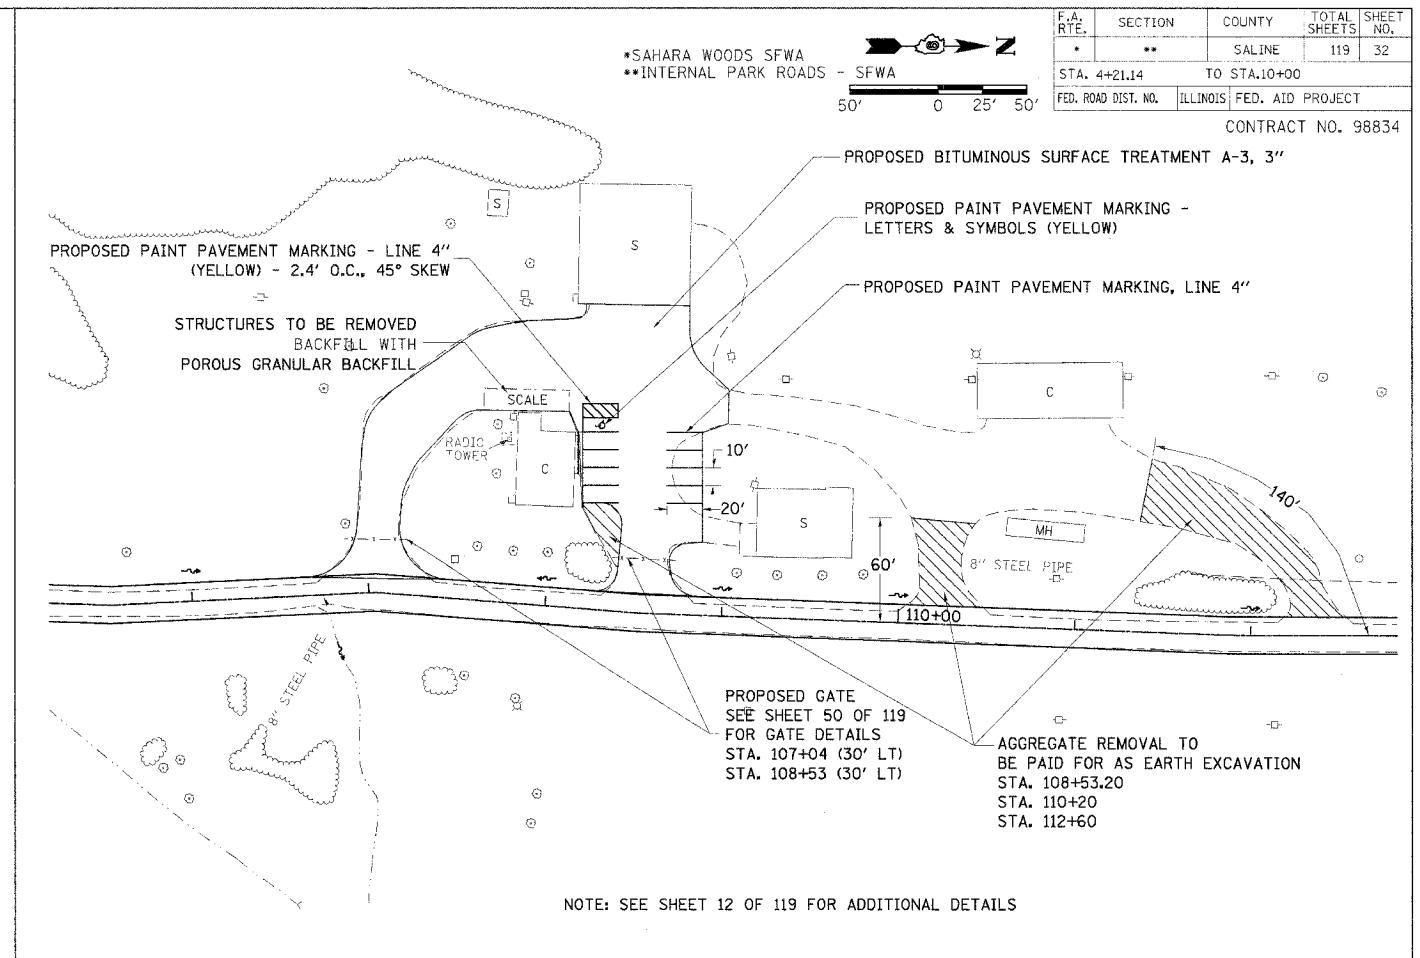 F.A. RTE. SECTION COUNTY TOTAL SHEETS SHEET NO.
* ** SALINE 119 32
STA. 4+21.14 TO STA.10+00
FED. ROAD DIST. NO. ILLINOIS FED. AID PROJECT
CONTRACT NO. 98834
*SAHARA WOODS SFWA
**INTERNAL PARK ROADS - SFWA
N
50' 0 25' 50'
PROPOSED BITUMINOUS SURFACE TREATMENT A-3, 3"
PROPOSED PAINT PAVEMENT MARKING -
LETTERS & SYMBOLS (YELLOW)
S
S
PROPOSED PAINT PAVEMENT MARKING - LINE 4"
(YELLOW) - 2.4' O.C., 45° SKEW
PROPOSED PAINT PAVEMENT MARKING, LINE 4"
STRUCTURES TO BE REMOVED
BACKFILL WITH
POROUS GRANULAR BACKFILL
SCALE
C
RADIO
TOWER
C
10'
20'
S
140'
MH
60'
8" STEEL PIPE
110+00
8" STEEL PIPE
PROPOSED GATE
SEE SHEET 50 OF 119
FOR GATE DETAILS
STA. 107+04 (30' LT)
STA. 108+53 (30' LT)
AGGREGATE REMOVAL TO
BE PAID FOR AS EARTH EXCAVATION
STA. 108+53.20
STA. 110+20
STA. 112+60
NOTE: SEE SHEET 12 OF 119 FOR ADDITIONAL DETAILS